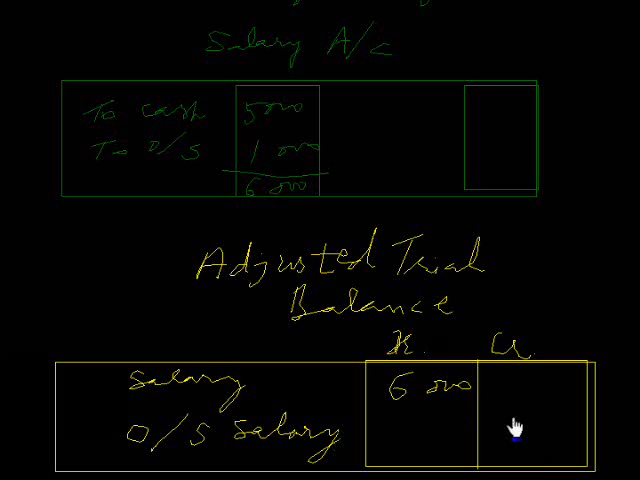 Salary A/c
To cash 5000
To O/S 1000
6000
Adjusted Trial
Balance
Dr. Cr.
Salary 6000
O/S Salary